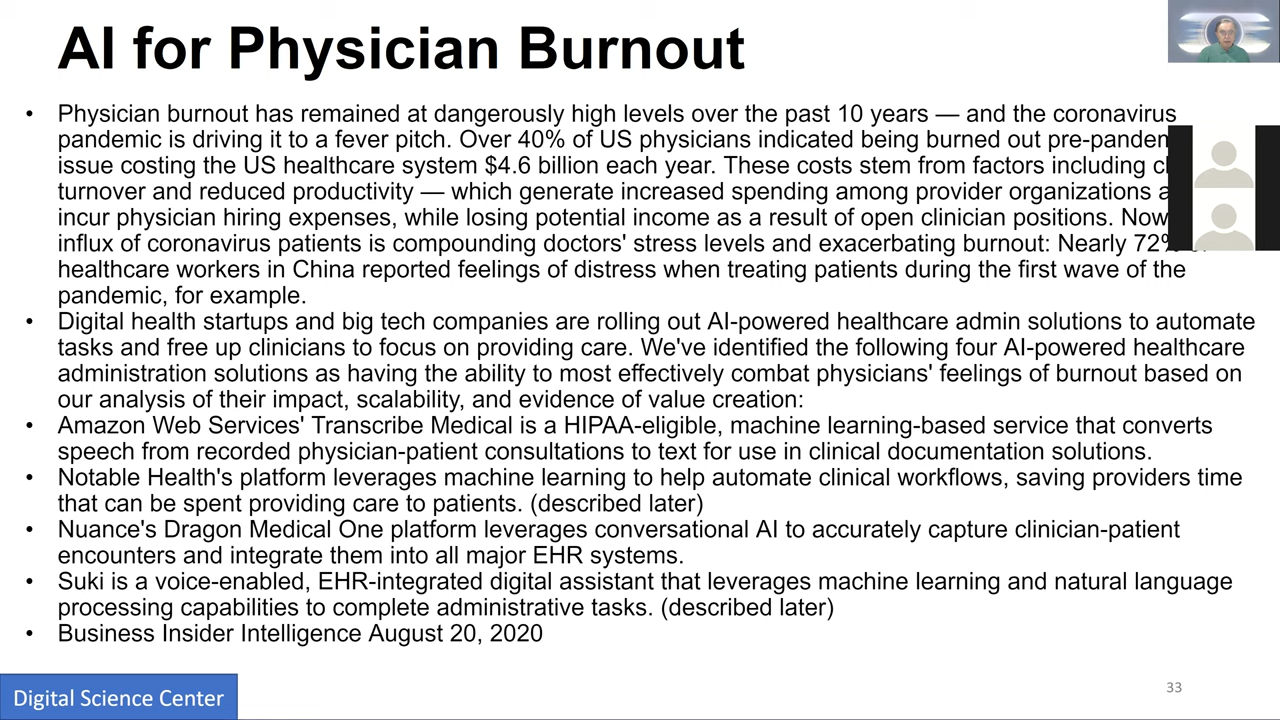 AI for Physician Burnout
• Physician burnout has remained at dangerously high levels over the past 10 years — and the coronavirus
pandemic is driving it to a fever pitch. Over 40% of US physicians indicated being burned out pre-pandem
issue costing the US healthcare system $4.6 billion each year. These costs stem from factors including cl
turnover and reduced productivity — which generate increased spending among provider organizations a
incur physician hiring expenses, while losing potential income as a result of open clinician positions. Now
influx of coronavirus patients is compounding doctors' stress levels and exacerbating burnout: Nearly 72%
healthcare workers in China reported feelings of distress when treating patients during the first wave of the
pandemic, for example.
• Digital health startups and big tech companies are rolling out AI-powered healthcare admin solutions to automate
tasks and free up clinicians to focus on providing care. We've identified the following four AI-powered healthcare
administration solutions as having the ability to most effectively combat physicians' feelings of burnout based on
our analysis of their impact, scalability, and evidence of value creation:
• Amazon Web Services' Transcribe Medical is a HIPAA-eligible, machine learning-based service that converts
speech from recorded physician-patient consultations to text for use in clinical documentation solutions.
• Notable Health's platform leverages machine learning to help automate clinical workflows, saving providers time
that can be spent providing care to patients. (described later)
• Nuance's Dragon Medical One platform leverages conversational AI to accurately capture clinician-patient
encounters and integrate them into all major EHR systems.
• Suki is a voice-enabled, EHR-integrated digital assistant that leverages machine learning and natural language
processing capabilities to complete administrative tasks. (described later)
• Business Insider Intelligence August 20, 2020
Digital Science Center
33